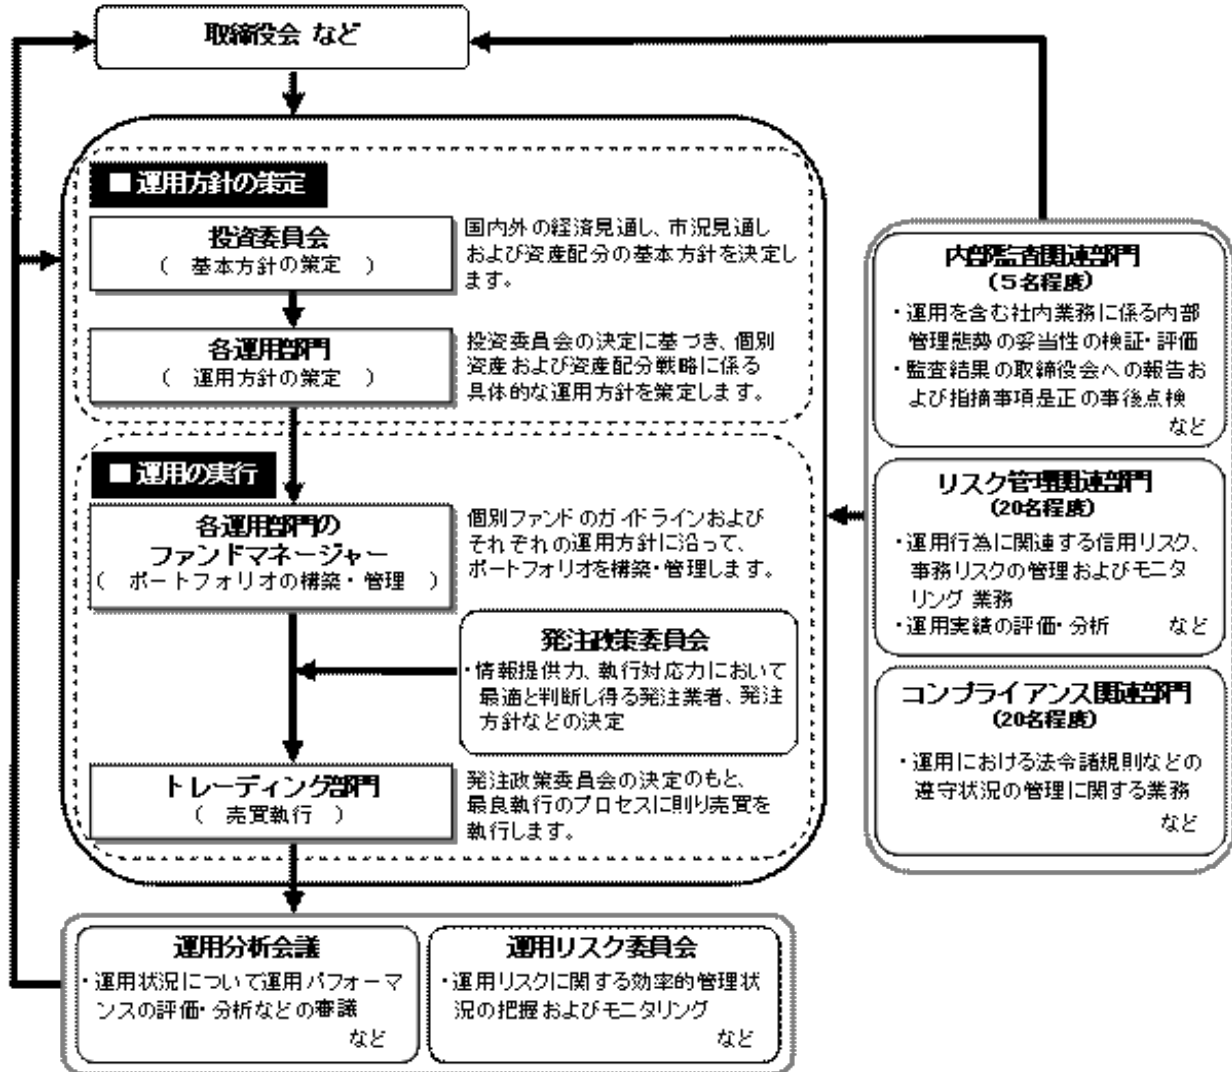 取締役会 など
■ 運用方針の策定
投資委員会
( 基本方針の策定 )
国内外の経済見通し、市況見通し
および資産配分の基本方針を決定し
ます。
各運用部門
( 運用方針の策定 )
投資委員会の決定に基づき、個別
資産および資産配分戦略に係る
具体的な運用方針を策定します。
■ 運用の実行
各運用部門の
ファンドマネージャー
( ポートフォリオの構築・管理 )
個別ファンドのガイドラインおよび
それぞれの運用方針に沿って、
ポートフォリオを構築・管理します。
発注政策委員会
・情報提供力、執行対応力において
最適と判断し得る発注業者、発注
方針などの決定
トレーディング部門
( 売買執行 )
発注政策委員会の決定のもと、
最良執行のプロセスに則り売買を
執行します。
運用分析会議
・運用状況について運用パフォーマ
ンスの評価・分析などの審議
など
運用リスク委員会
・運用リスクに関する効率的管理状
況の把握およびモニタリング
など
内部監査関連部門
(5名程度)
・運用を含む社内業務に係る内部
管理態勢の妥当性の検証・評価
・監査結果の取締役会への報告お
よび指摘事項是正の事後点検
など
リスク管理関連部門
(20名程度)
・運用行為に関連する信用リスク、
事務リスクの管理およびモニタ
リング 業務
・運用実績の評価・分析 など
コンプライアンス関連部門
(20名程度)
・運用における法令諸規則などの
遵守状況の管理に関する業務
など